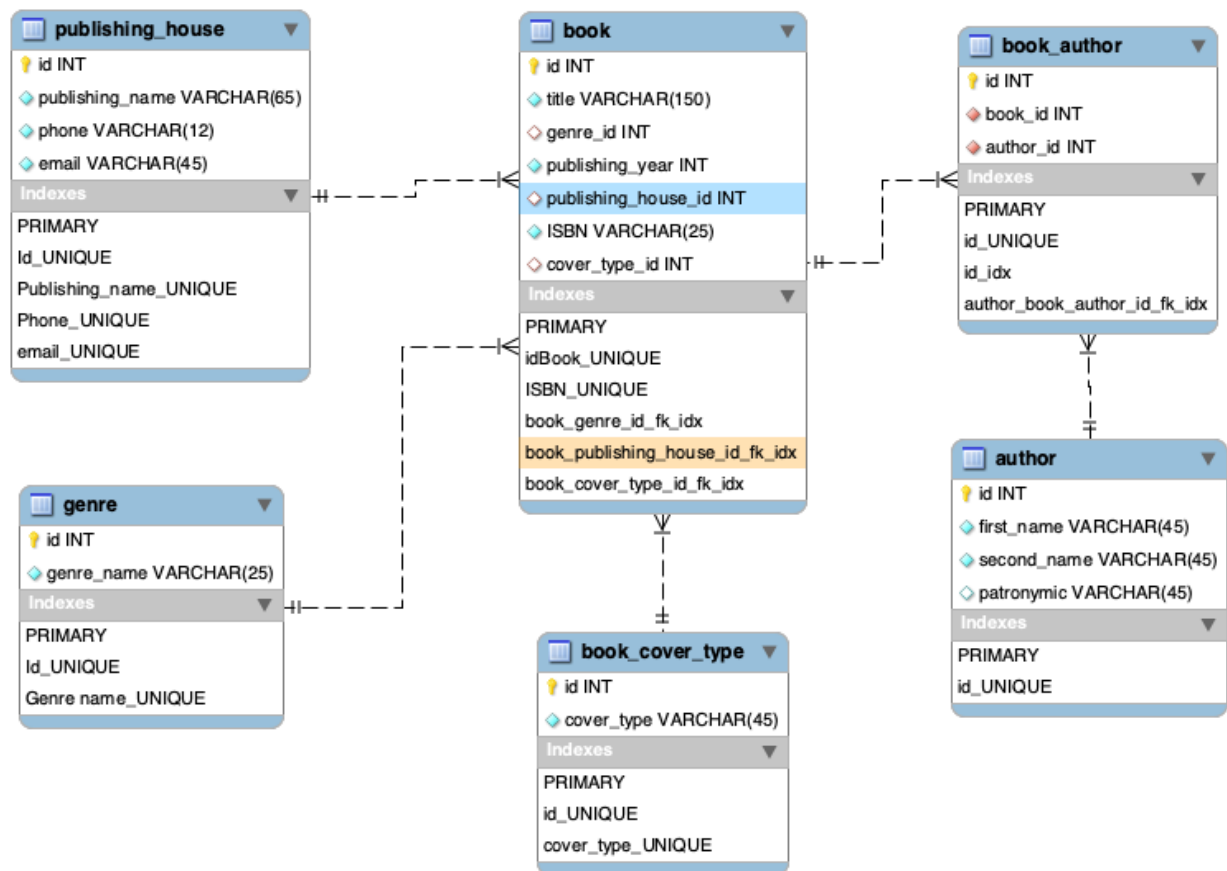 publishing_house
id INT
publishing_name VARCHAR(65)
phone VARCHAR(12)
email VARCHAR(45)
Indexes
PRIMARY
Id_UNIQUE
Publishing_name_UNIQUE
Phone_UNIQUE
email_UNIQUE
book
id INT
title VARCHAR(150)
genre_id INT
publishing_year INT
publishing_house_id INT
ISBN VARCHAR(25)
cover_type_id INT
Indexes
PRIMARY
idBook_UNIQUE
ISBN_UNIQUE
book_genre_id_fk_idx
book_publishing_house_id_fk_idx
book_cover_type_id_fk_idx
book_author
id INT
book_id INT
author_id INT
Indexes
PRIMARY
id_UNIQUE
id_idx
author_book_author_id_fk_idx
genre
id INT
genre_name VARCHAR(25)
Indexes
PRIMARY
Id_UNIQUE
Genre name_UNIQUE
book_cover_type
id INT
cover_type VARCHAR(45)
Indexes
PRIMARY
id_UNIQUE
cover_type_UNIQUE
author
id INT
first_name VARCHAR(45)
second_name VARCHAR(45)
patronymic VARCHAR(45)
Indexes
PRIMARY
id_UNIQUE